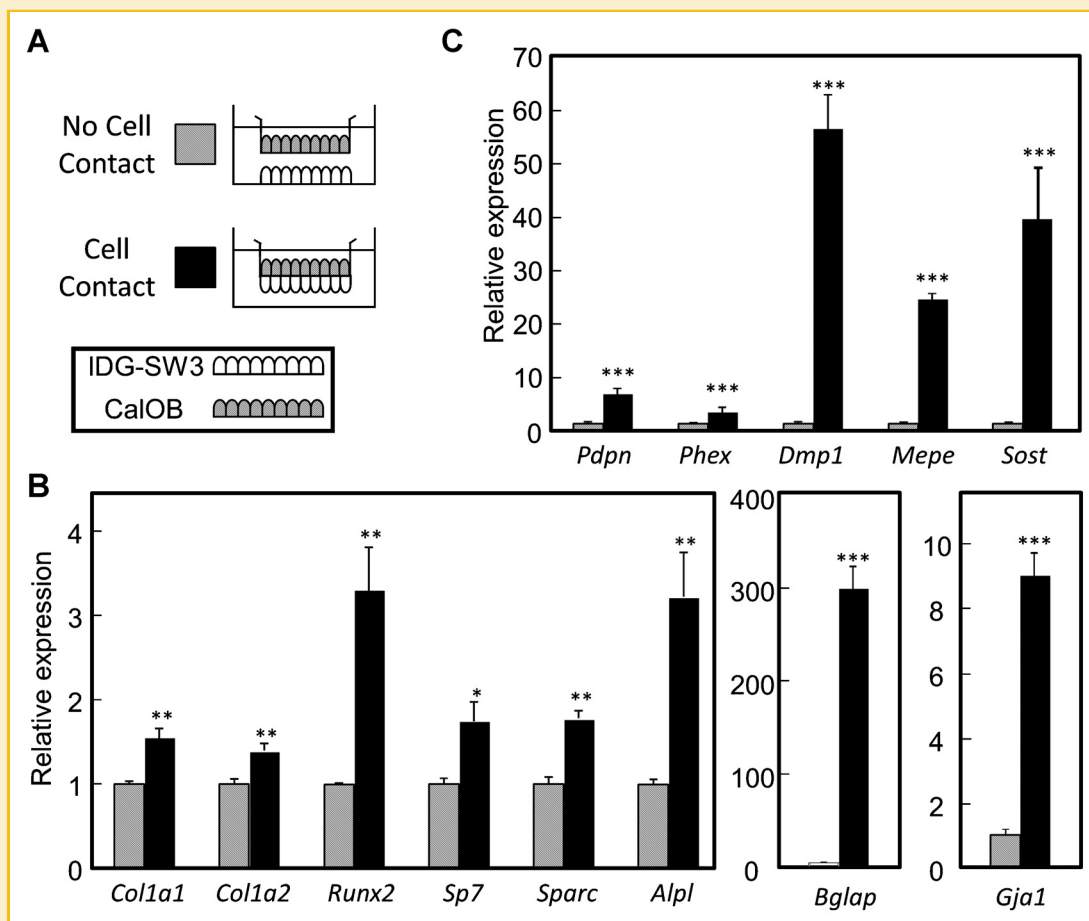 A
No Cell
Contact
Cell
Contact
IDG-SW3
CalOB
C
Relative expression
70
60
50
40
30
20
10
0
***
***
***
***
***
Pdpn Phex Dmp1 Mepe Sost
B
Relative expression
4
3
2
1
0
**
**
**
*
**
**
Col1a1 Col1a2 Runx2 Sp7 Sparc Alpl
400
300
200
100
0
***
Bglap
10
8
6
4
2
0
***
Gja1